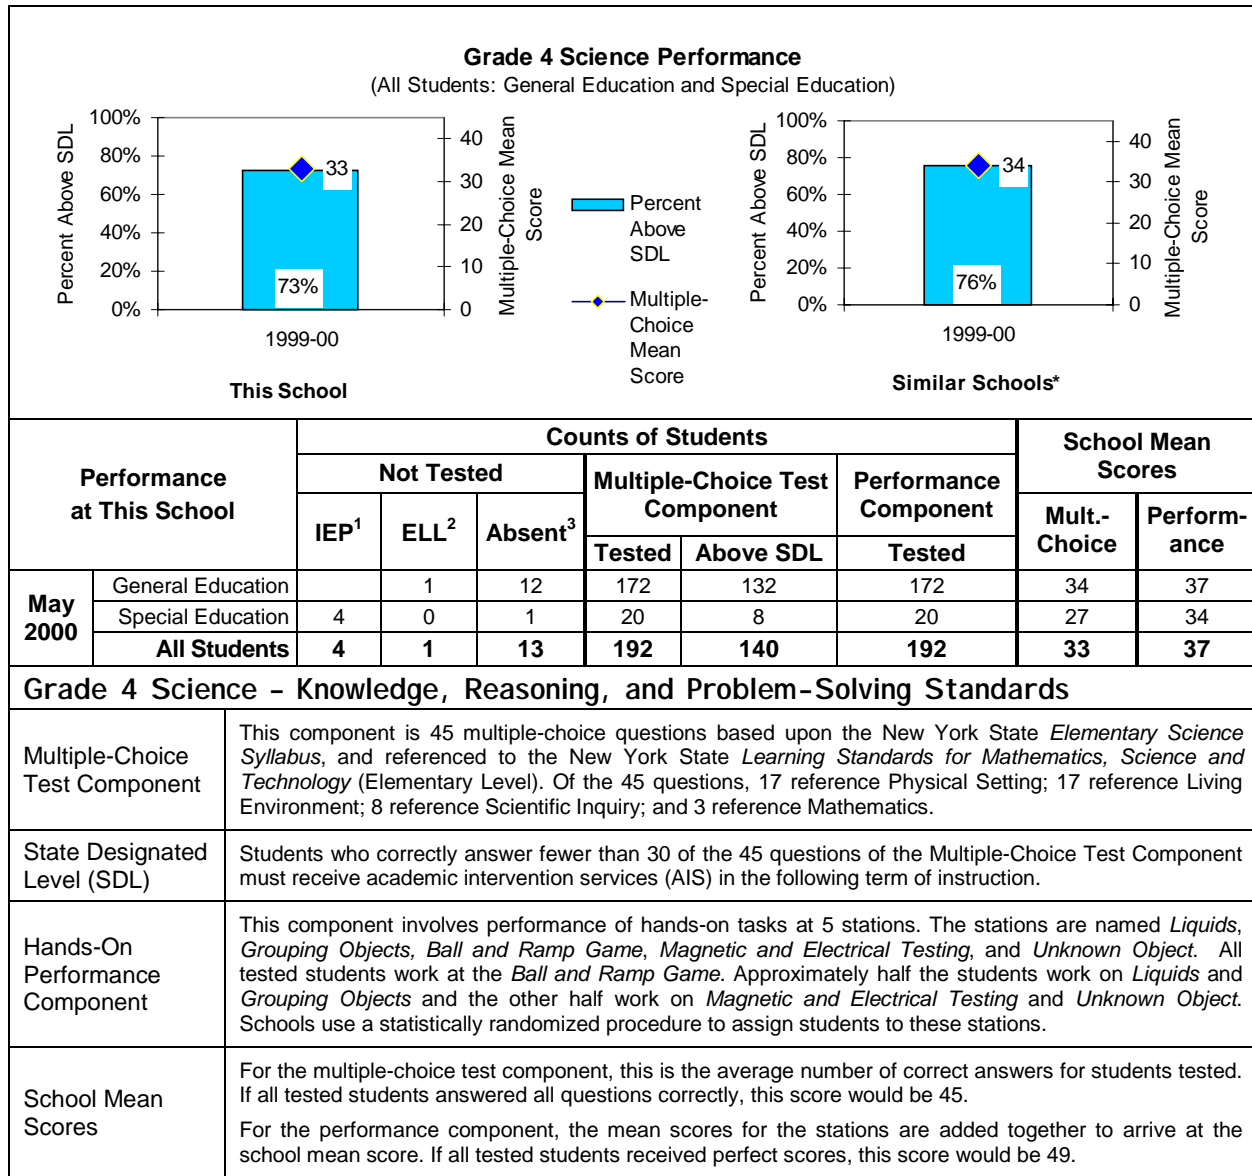 Grade 4 Science Performance
(All Students: General Education and Special Education)
Percent Above SDL
100%
80%
60%
40%
20%
0%
33
73%
40
30
20
10
0
Multiple-Choice Mean
Score
1999-00
This School
Percent
Above
SDL
Multiple-
Choice
Mean
Score
Percent Above SDL
100%
80%
60%
40%
20%
0%
34
76%
40
30
20
10
0
Multiple-Choice Mean
Score
1999-00
Similar Schools*
Performance
at This School
Counts of Students
School Mean
Scores
Not Tested
Multiple-Choice Test
Component
Performance
Component
IEP1 ELL2 Absent3
Mult.-
Choice
Perform-
ance
Tested Above SDL Tested
May
2000
General Education 1 12 172 132 172 34 37
Special Education 4 0 1 20 8 20 27 34
All Students 4 1 13 192 140 192 33 37
Grade 4 Science – Knowledge, Reasoning, and Problem-Solving Standards
Multiple-Choice
Test Component
This component is 45 multiple-choice questions based upon the New York State Elementary Science
Syllabus, and referenced to the New York State Learning Standards for Mathematics, Science and
Technology (Elementary Level). Of the 45 questions, 17 reference Physical Setting; 17 reference Living
Environment; 8 reference Scientific Inquiry; and 3 reference Mathematics.
State Designated
Level (SDL)
Students who correctly answer fewer than 30 of the 45 questions of the Multiple-Choice Test Component
must receive academic intervention services (AIS) in the following term of instruction.
Hands-On
Performance
Component
This component involves performance of hands-on tasks at 5 stations. The stations are named Liquids,
Grouping Objects, Ball and Ramp Game, Magnetic and Electrical Testing, and Unknown Object. All
tested students work at the Ball and Ramp Game. Approximately half the students work on Liquids and
Grouping Objects and the other half work on Magnetic and Electrical Testing and Unknown Object.
Schools use a statistically randomized procedure to assign students to these stations.
School Mean
Scores
For the multiple-choice test component, this is the average number of correct answers for students tested.
If all tested students answered all questions correctly, this score would be 45.
For the performance component, the mean scores for the stations are added together to arrive at the
school mean score. If all tested students received perfect scores, this score would be 49.